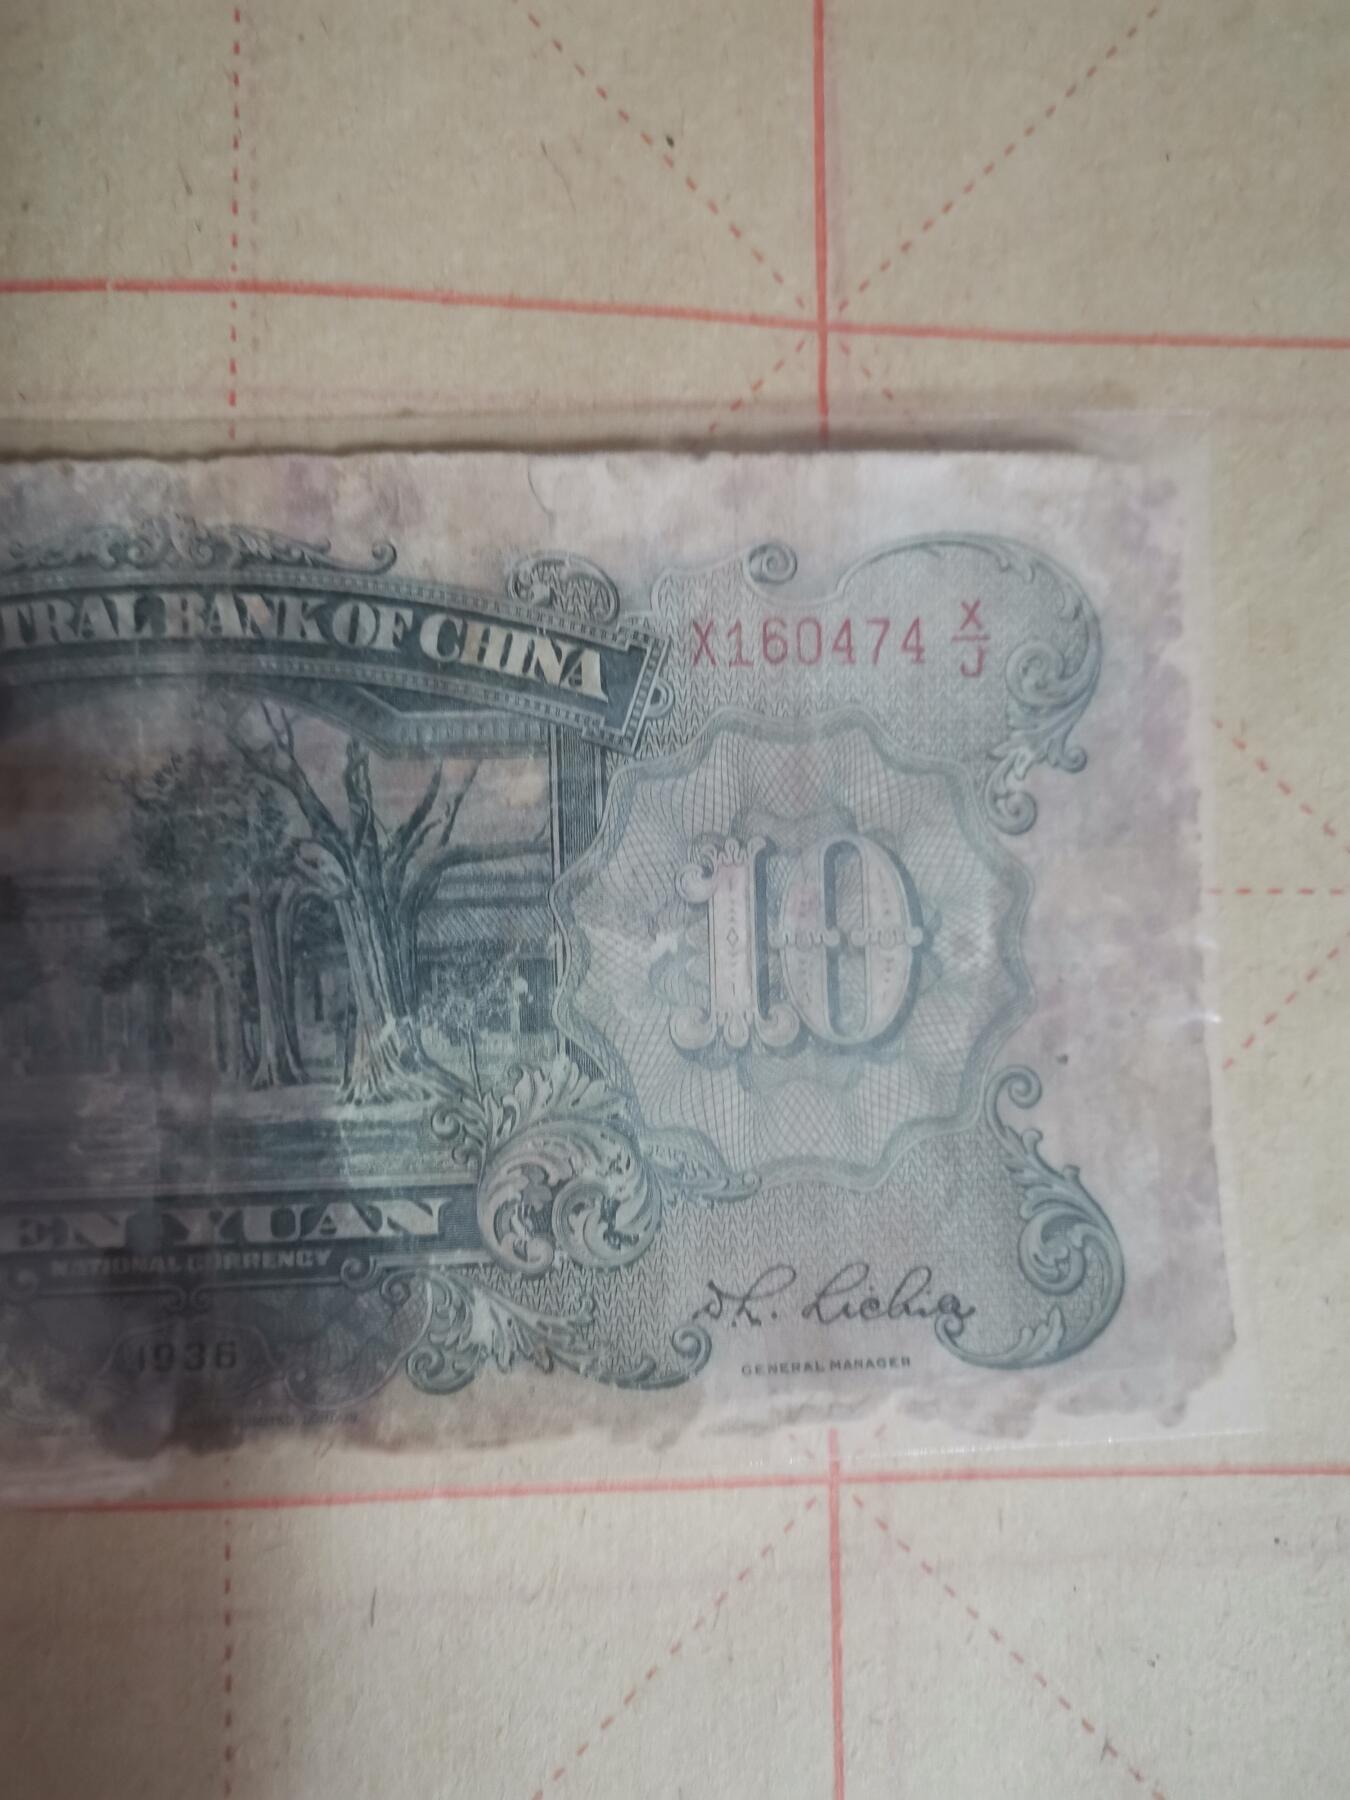 TRAL BANK OF CHINA
X160474 X/J
10
EN YUAN
NATIONAL CURRENCY
1936
GENERAL MANAGER